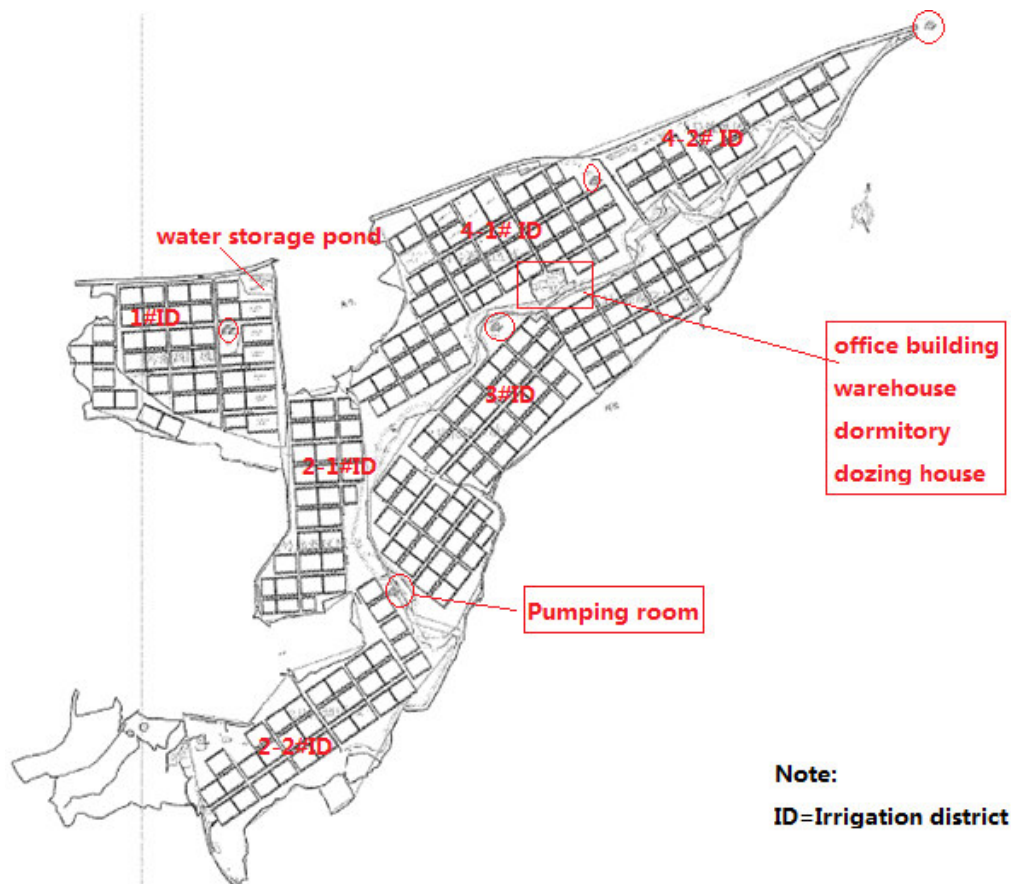 4-2# ID
4-1# ID
water storage pond
1#ID
office building
warehouse
dormitory
dozing house
3#ID
2-1#ID
Pumping room
2-2#ID
Note:
ID=Irrigation district